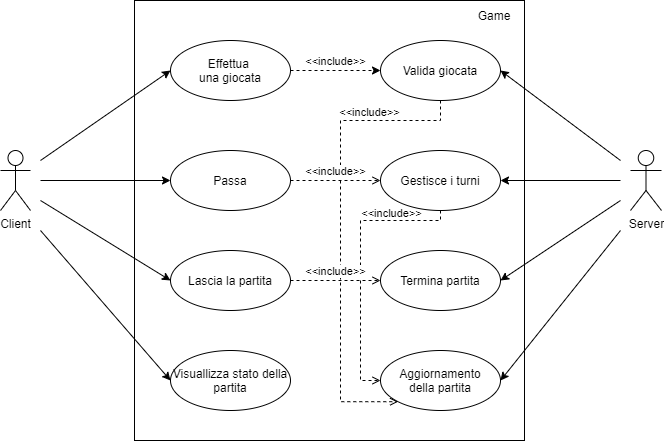 Game
Effettua
una giocata
<<include>>
Valida giocata
<<include>>
Passa
<<include>>
Gestisce i turni
Client
Server
<<include>>
Lascia la partita
<<include>>
Termina partita
Visuallizza stato della
partita
Aggiornamento
della partita